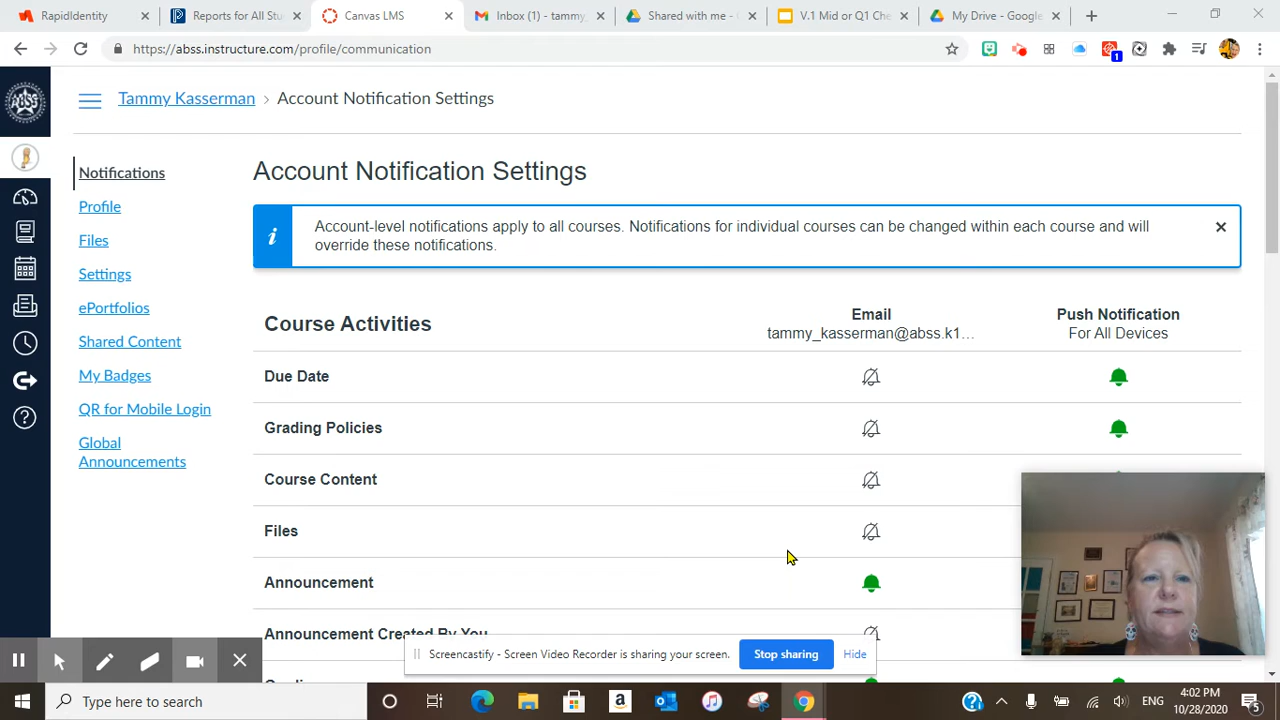 RapidIdentity
Reports for All Stu
Canvas LMS
Inbox (1) - tammy_
Shared with me -
V.1 Mid or Q1 Che
My Drive - Google
https://abss.instructure.com/profile/communication
1
ABSS
Tammy Kasserman > Account Notification Settings
Notifications
Profile
Files
Settings
ePortfolios
Shared Content
My Badges
QR for Mobile Login
Global
Announcements
Account Notification Settings
Account-level notifications apply to all courses. Notifications for individual courses can be changed within each course and will
override these notifications.
Course Activities
Email
tammy_kasserman@abss.k1...
Push Notification
For All Devices
Due Date
Grading Policies
Course Content
Files
Announcement
Announcement Created By You
Screencastify - Screen Video Recorder is sharing your screen.
Stop sharing
Hide
Type here to search
ENG
4:02 PM
10/28/2020
5